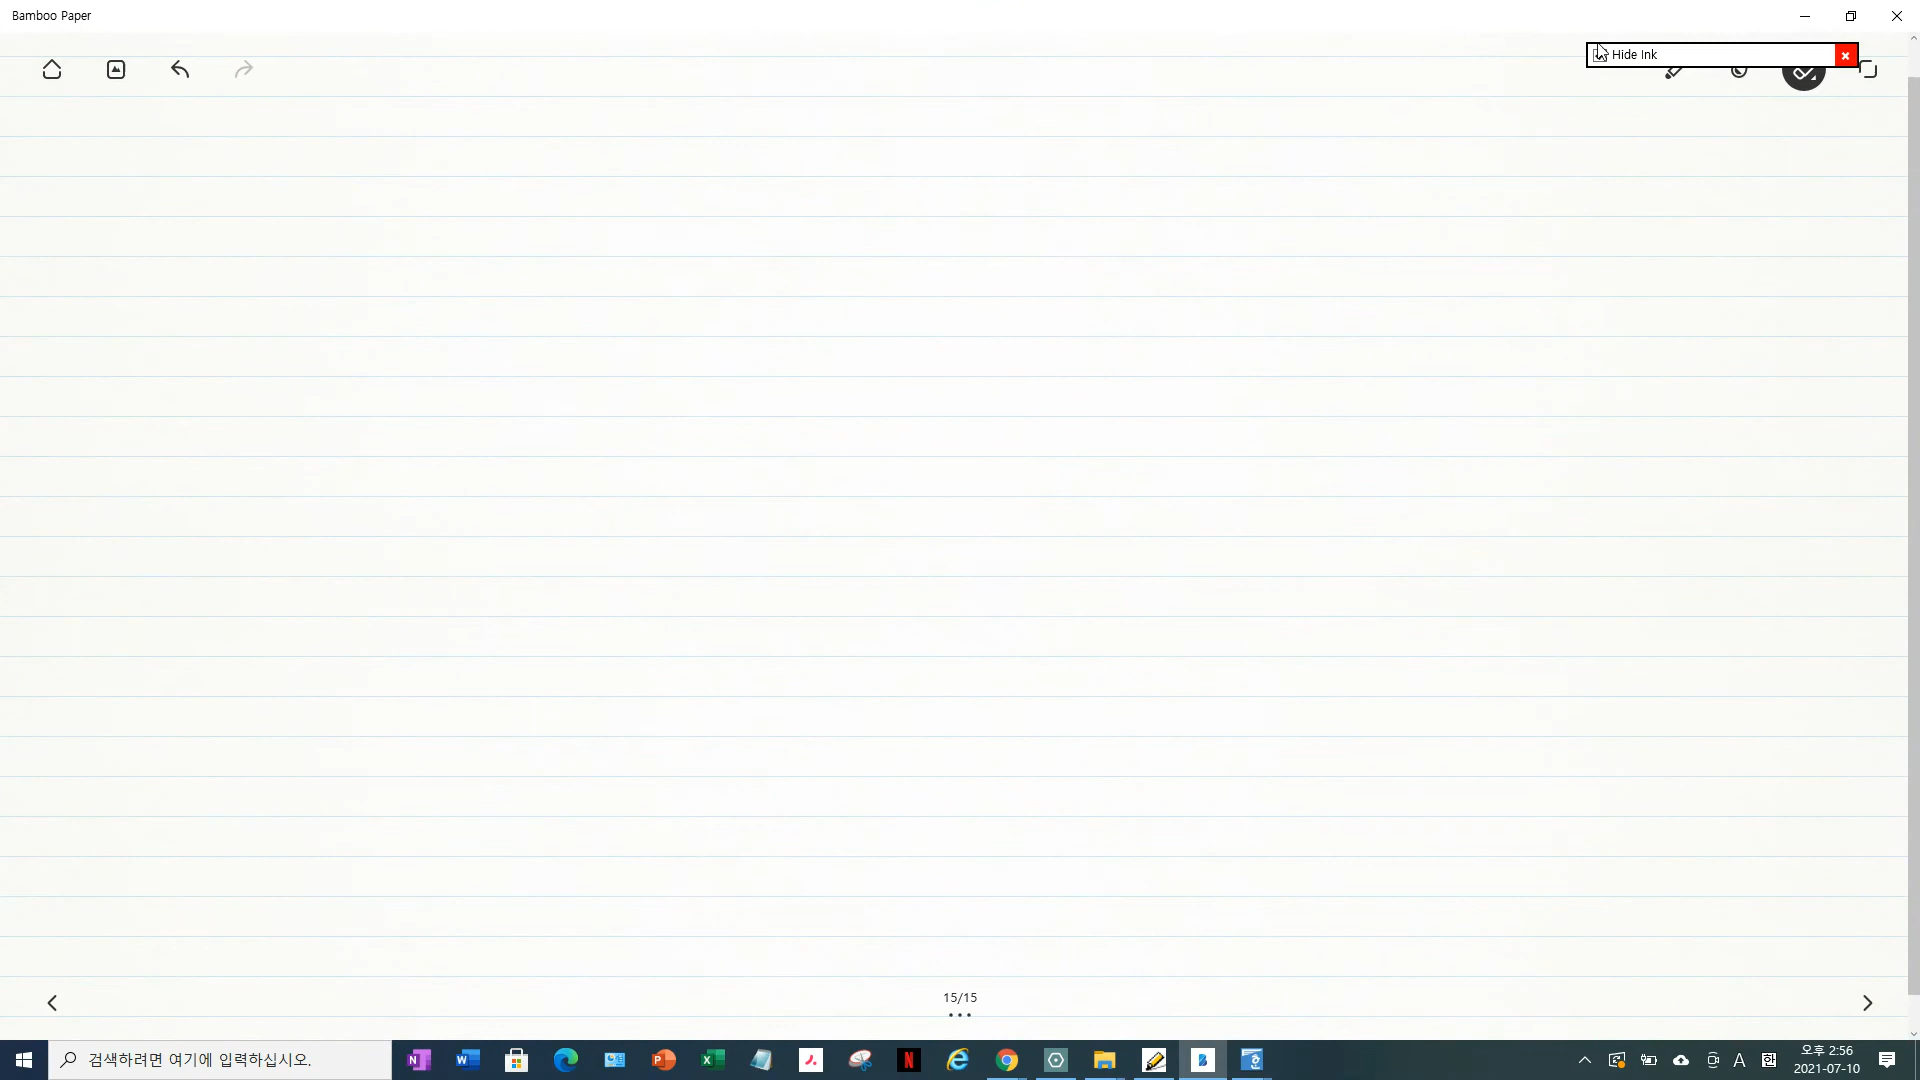 Bamboo Paper
Hide Ink
15/15
검색하려면 여기에 입력하십시오.
A
오후 2:56
2021-07-10